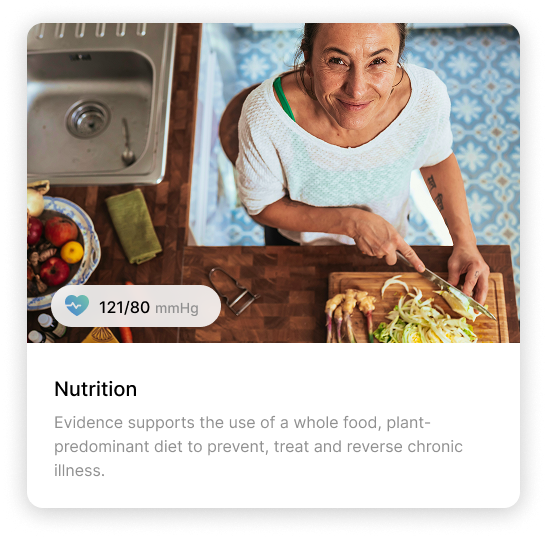 121/80 mmHg
Nutrition
Evidence supports the use of a whole food, plant-
predominant diet to prevent, treat and reverse chronic
illness.